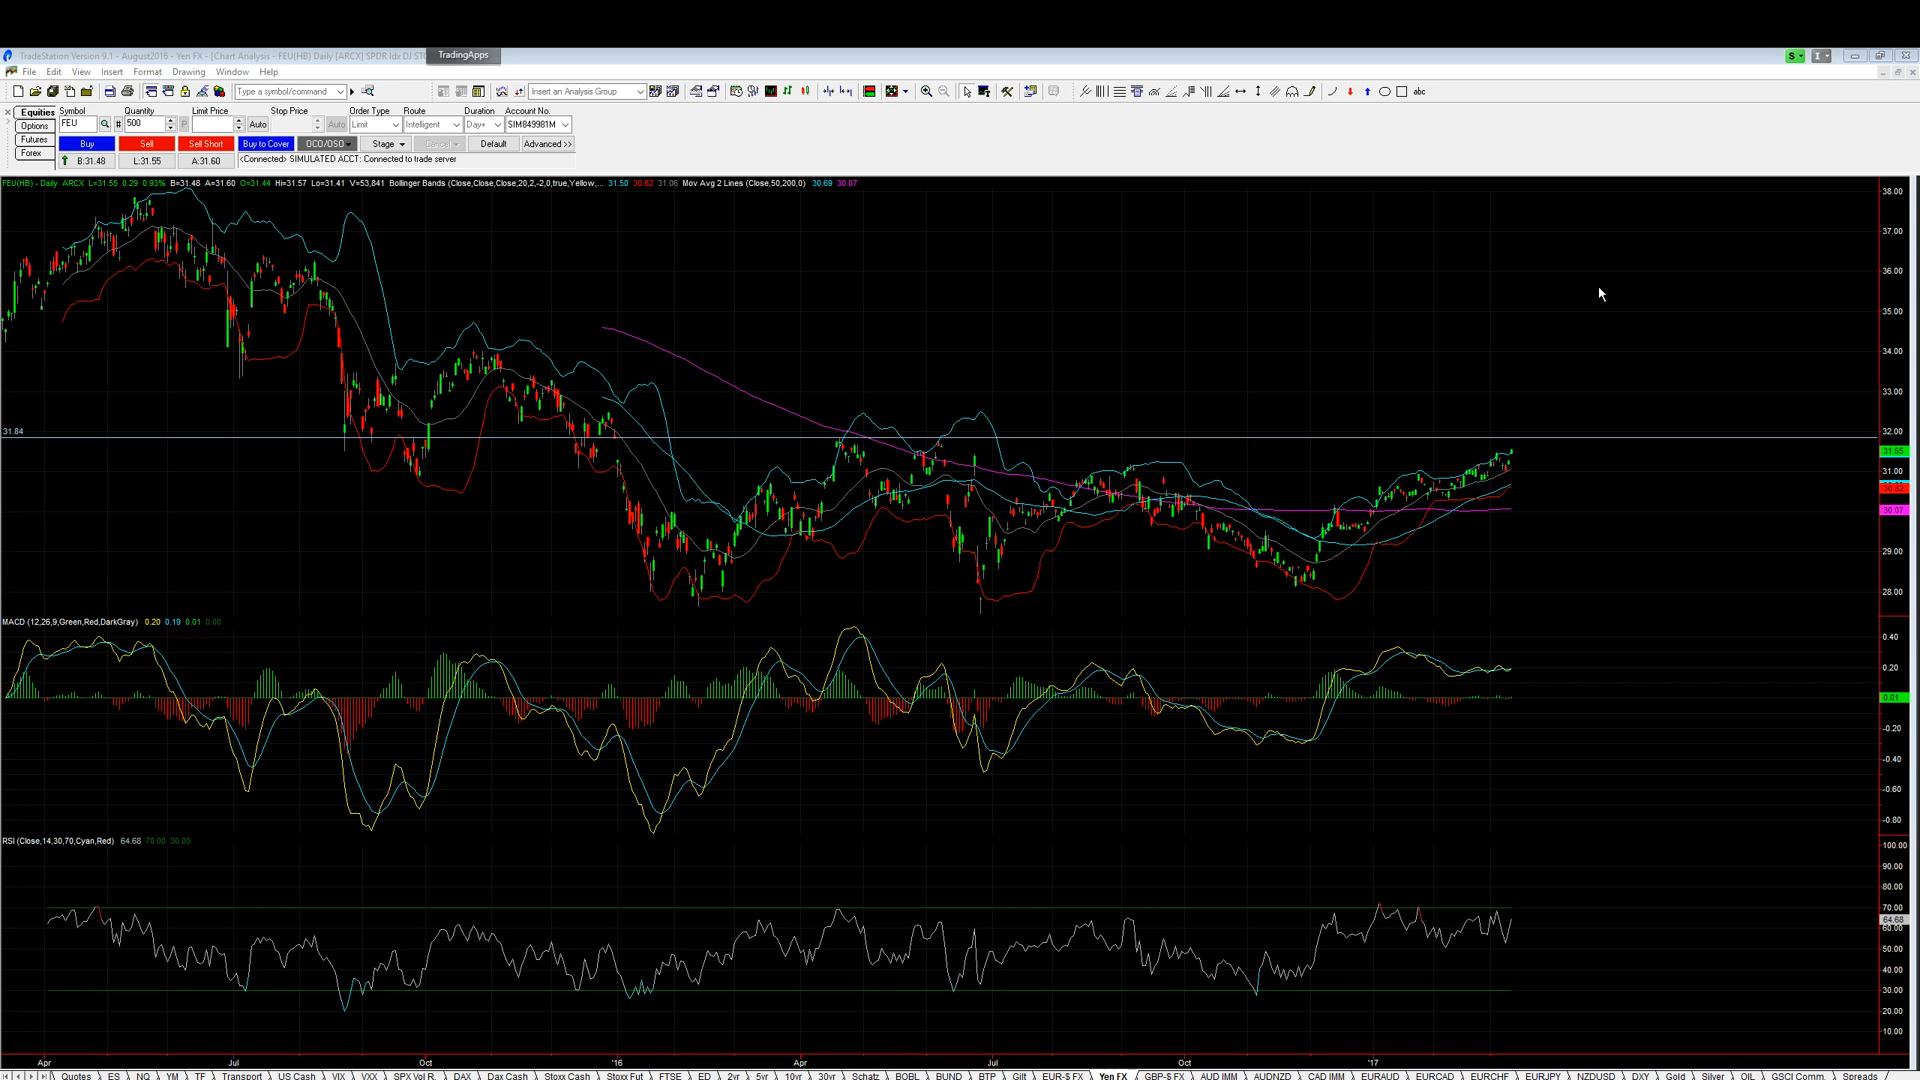 TradeStation Version 9.1 - August2016 - Yen FX - [Chart Analysis - FEU(HB) Daily [ARCX] SPDR Idx DJ STO
TradingApps
S
I
File Edit View Insert Format Drawing Window Help
Type a symbol/command
Insert an Analysis Group
abc
Equities Symbol Quantity Limit Price Stop Price Order Type Route Duration Account No.
Options FEU # 500 Auto Auto Limit Intelligent Day+ SIM849981M
Futures Buy Sell Sell Short Buy to Cover OCO/OSO Stage Cancel Default Advanced >>
Forex B:31.48 L:31.55 A:31.60 <Connected> SIMULATED ACCT: Connected to trade server
FEU(HB) - Daily ARCX L=31.55 0.29 0.93% B=31.48 A=31.60 O=31.44 Hi=31.57 Lo=31.41 V=53,841 Bollinger Bands (Close,Close,Close,20,2,-2,0,true,Yellow,... 31.50 30.62 31.06 Mov Avg 2 Lines (Close,50,200,0) 30.69 30.07
38.00
37.00
36.00
35.00
34.00
33.00
31.84
32.00
31.55
31.00
30.62
30.07
29.00
28.00
MACD (12,26,9,Green,Red,DarkGray) 0.20 0.19 0.01 0.00
0.40
0.20
0.01
-0.20
-0.40
-0.60
-0.80
RSI (Close,14,30,70,Cyan,Red) 64.68 70.00 30.00
100.00
90.00
80.00
70.00
64.68
60.00
50.00
40.00
30.00
20.00
10.00
Apr Jul Oct '16 Apr Jul Oct '17
Quotes ES NQ YM TF Transport US Cash VIX VXX SPX Vol R. DAX Dax Cash Stoxx Cash Stoxx Fut FTSE ED 2yr 5yr 10yr 30yr Schatz BOBL BUND BTP Gilt EUR-$ FX Yen FX GBP-$ FX AUD IMM AUDNZD CAD IMM EURAUD EURCAD EURCHF EURJPY NZDUSD DXY Gold Silver OIL GSCI Comm. Spreads